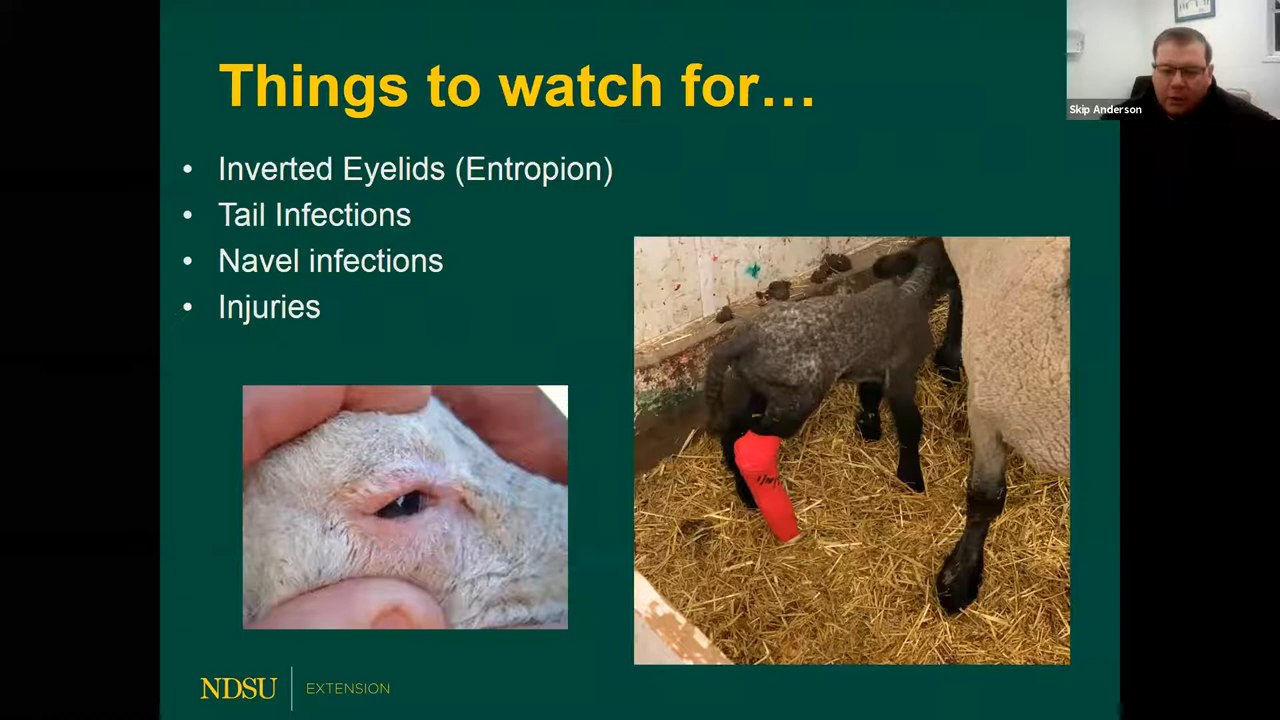 Things to watch for…
• Inverted Eyelids (Entropion)
• Tail Infections
• Navel infections
• Injuries
NDSU EXTENSION
Skip Anderson